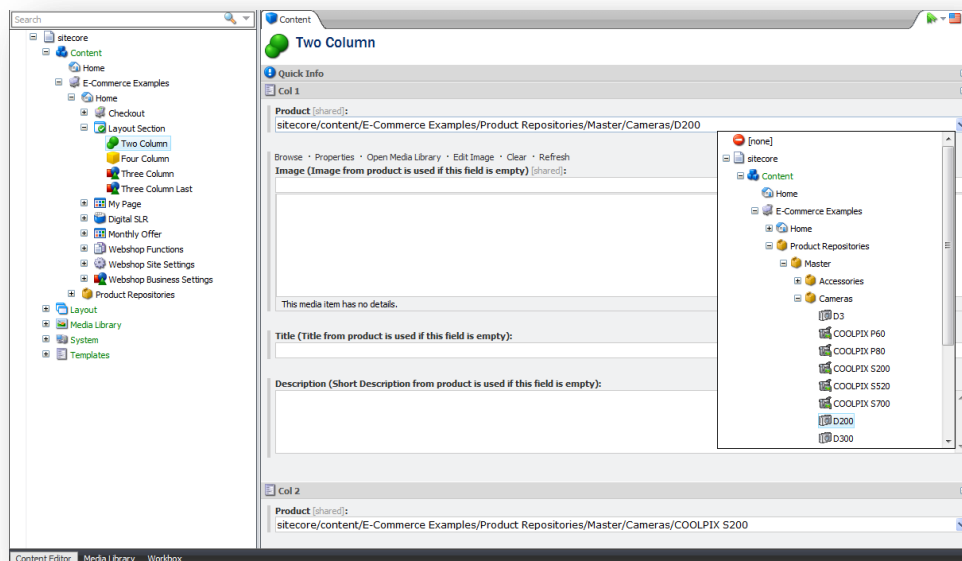 Search
sitecore
Content
Home
E-Commerce Examples
Home
Checkout
Layout Section
Two Column
Four Column
Three Column
Three Column Last
My Page
Digital SLR
Monthly Offer
Webshop Functions
Webshop Site Settings
Webshop Business Settings
Product Repositories
Layout
Media Library
System
Templates
Content
Two Column
Quick Info
Col 1
Product [shared]:
sitecore/content/E-Commerce Examples/Product Repositories/Master/Cameras/D200
Browse · Properties · Open Media Library · Edit Image · Clear · Refresh
Image (Image from product is used if this field is empty) [shared]:
This media item has no details.
Title (Title from product is used if this field is empty):
Description (Short Description from product is used if this field is empty):
[none]
sitecore
Content
Home
E-Commerce Examples
Home
Product Repositories
Master
Accessories
Cameras
D3
COOLPIX P60
COOLPIX P80
COOLPIX S200
COOLPIX S520
COOLPIX S700
D200
D300
Col 2
Product [shared]:
sitecore/content/E-Commerce Examples/Product Repositories/Master/Cameras/COOLPIX S200
Content Editor Media Library Workbox